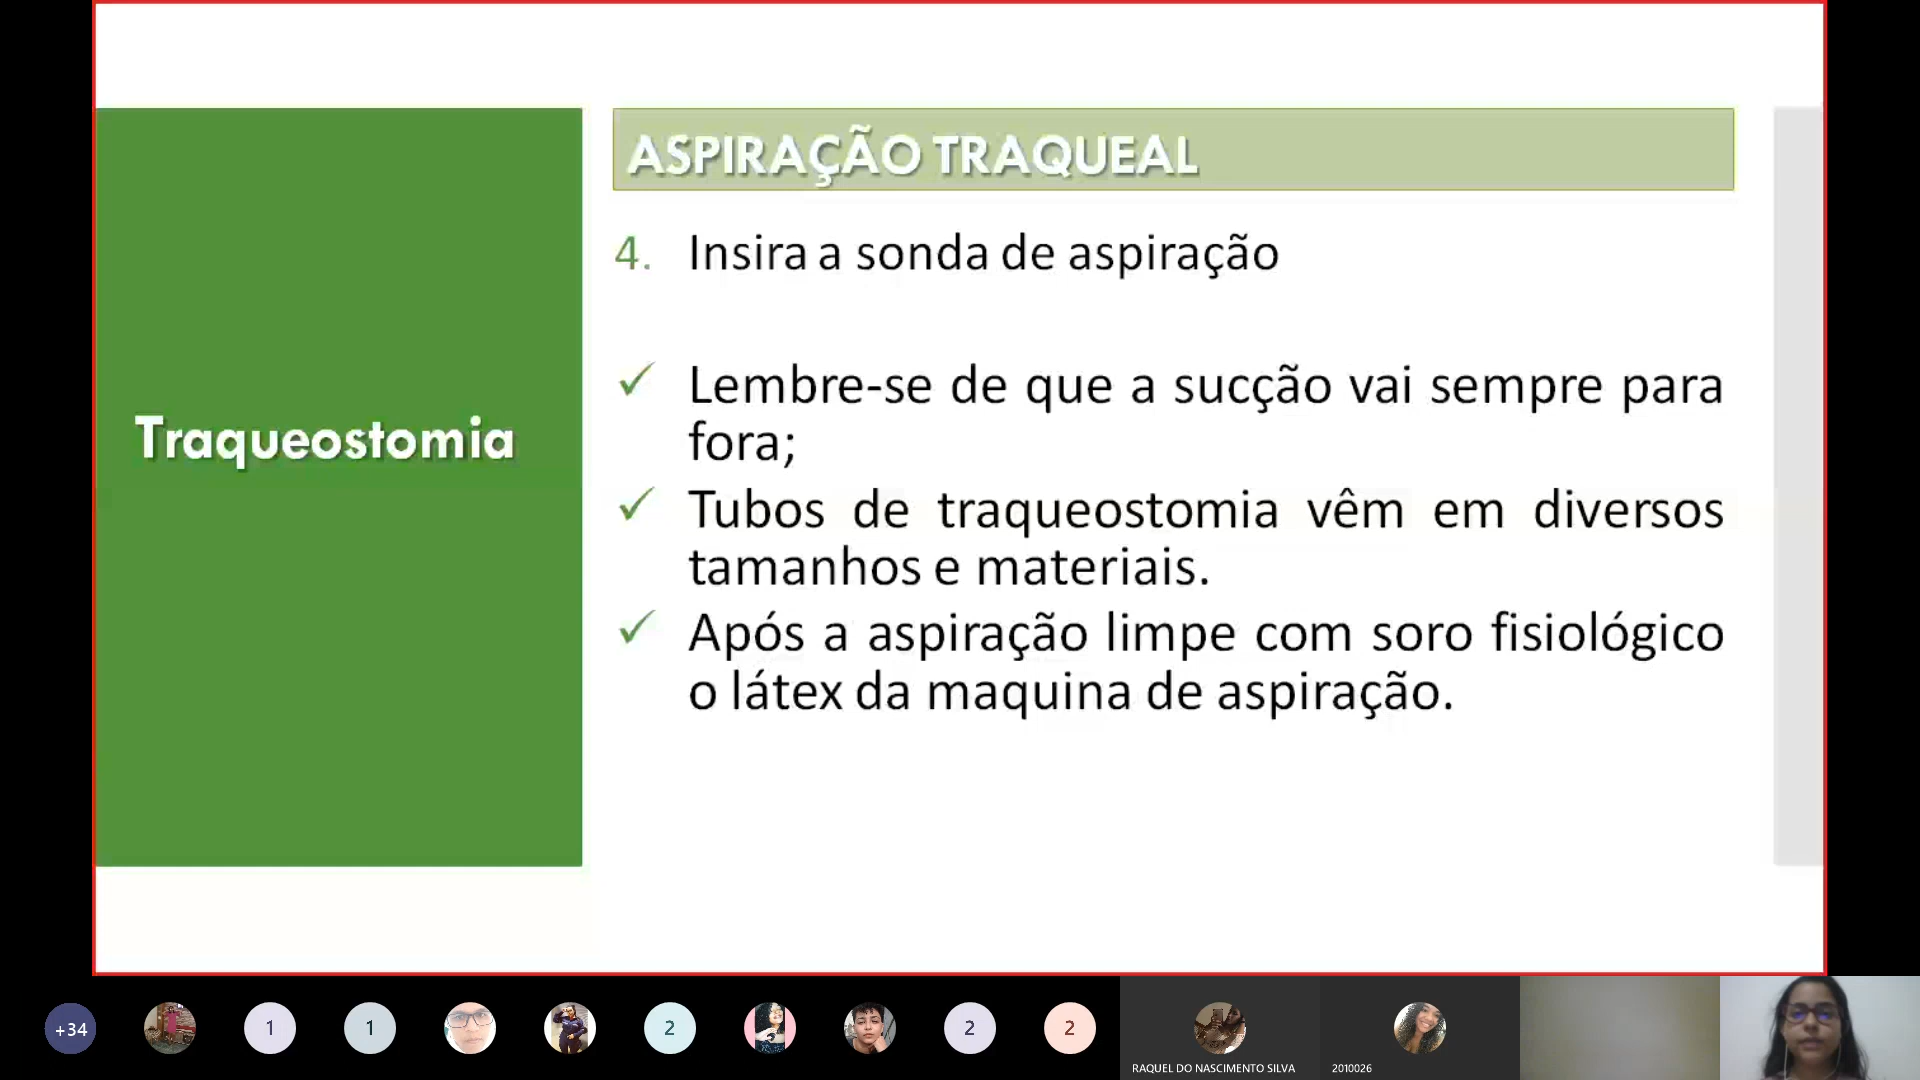 Traqueostomia
ASPIRAÇÃO TRAQUEAL
4. Insira a sonda de aspiração
✓ Lembre-se de que a sucção vai sempre para
fora;
✓ Tubos de traqueostomia vêm em diversos
tamanhos e materiais.
✓ Após a aspiração limpe com soro fisiológico
o látex da maquina de aspiração.
+34
1
1
2
2
2
RAQUEL DO NASCIMENTO SILVA
2010026